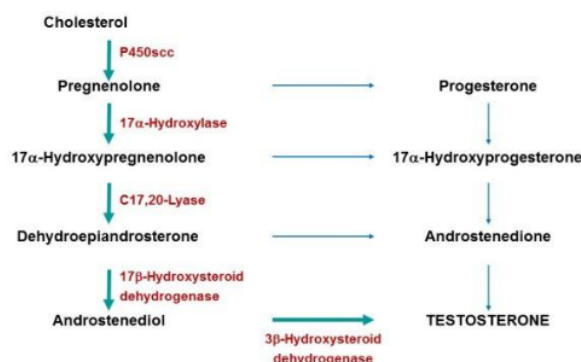 Cholesterol
P450scc
Pregnenolone
Progesterone
17α-Hydroxylase
17α-Hydroxypregnenolone
17α-Hydroxyprogesterone
C17,20-Lyase
Dehydroepiandrosterone
Androstenedione
17β-Hydroxysteroid
dehydrogenase
Androstenediol
TESTOSTERONE
3β-Hydroxysteroid
dehydrogenase